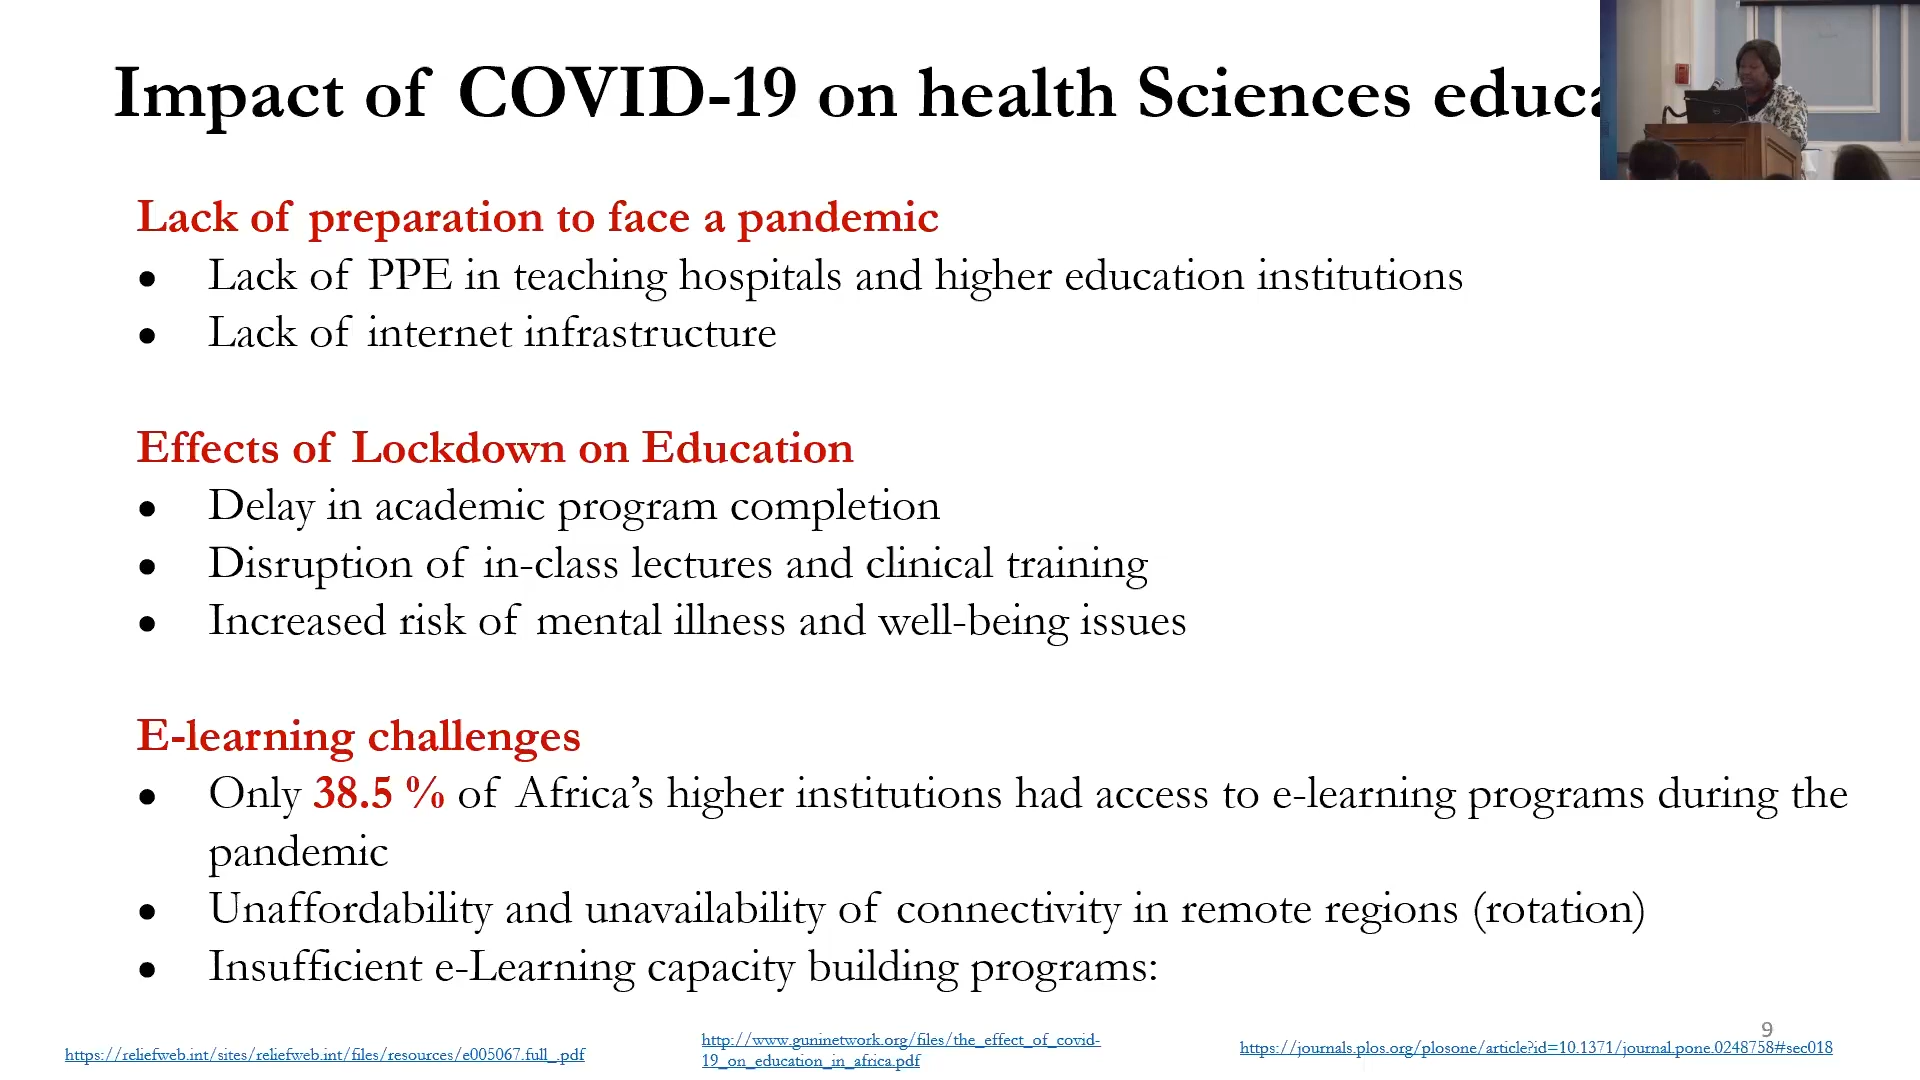 Impact of COVID-19 on health Sciences educa
Lack of preparation to face a pandemic
● Lack of PPE in teaching hospitals and higher education institutions
● Lack of internet infrastructure
Effects of Lockdown on Education
● Delay in academic program completion
● Disruption of in-class lectures and clinical training
● Increased risk of mental illness and well-being issues
E-learning challenges
● Only 38.5 % of Africa’s higher institutions had access to e-learning programs during the
pandemic
● Unaffordability and unavailability of connectivity in remote regions (rotation)
● Insufficient e-Learning capacity building programs:
9
https://reliefweb.int/sites/reliefweb.int/files/resources/e005067.full_.pdf
http://www.guninetwork.org/files/the_effect_of_covid-
19_on_education_in_africa.pdf
https://journals.plos.org/plosone/article?id=10.1371/journal.pone.0248758#sec018